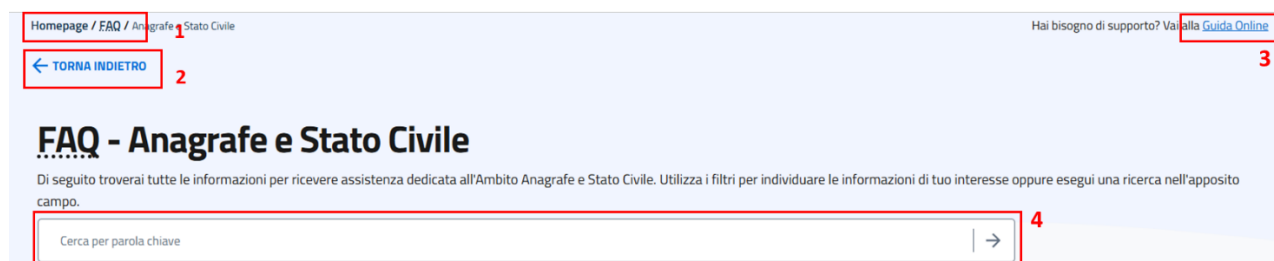 Homepage / FAQ / Anagrafe e Stato Civile
1
Hai bisogno di supporto? Vai alla Guida Online
3
← TORNA INDIETRO
2
FAQ - Anagrafe e Stato Civile
Di seguito troverai tutte le informazioni per ricevere assistenza dedicata all'Ambito Anagrafe e Stato Civile. Utilizza i filtri per individuare le informazioni di tuo interesse oppure esegui una ricerca nell'apposito
campo.
4
Cerca per parola chiave